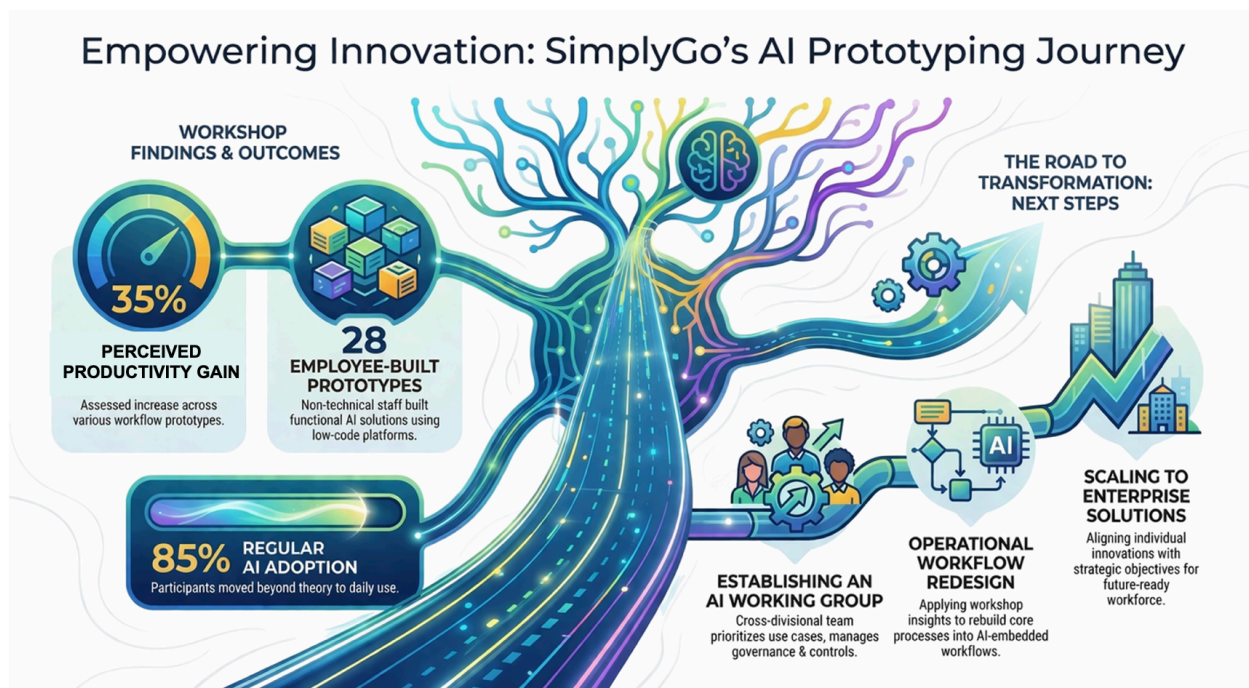 Empowering Innovation: SimplyGo's AI Prototyping Journey
WORKSHOP
FINDINGS & OUTCOMES
35%
PERCEIVED
PRODUCTIVITY GAIN
Assessed increase across
various workflow prototypes.
28
EMPLOYEE-BUILT
PROTOTYPES
Non-technical staff built
functional AI solutions using
low-code platforms.
85%
REGULAR
AI ADOPTION
Participants moved beyond theory to daily use.
THE ROAD TO
TRANSFORMATION:
NEXT STEPS
ESTABLISHING AN
AI WORKING GROUP
Cross-divisional team
prioritizes use cases, manages
governance & controls.
AI
OPERATIONAL
WORKFLOW
REDESIGN
Applying workshop
insights to rebuild core
processes into AI-embedded
workflows.
SCALING TO
ENTERPRISE
SOLUTIONS
Aligning individual
innovations with
strategic objectives for
future-ready
workforce.